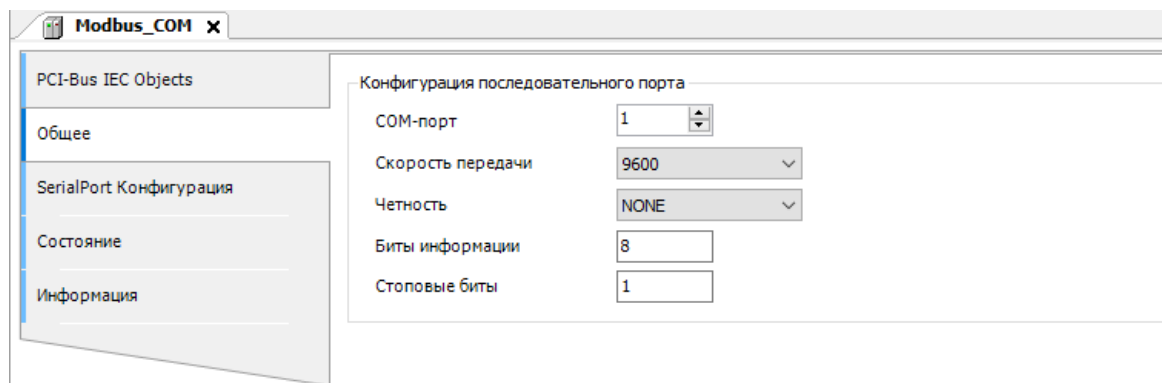 Modbus_COM x
PCI-Bus IEC Objects
Общее
SerialPort Конфигурация
Состояние
Информация
Конфигурация последовательного порта
COM-порт 1
Скорость передачи 9600
Четность NONE
Биты информации 8
Стоповые биты 1